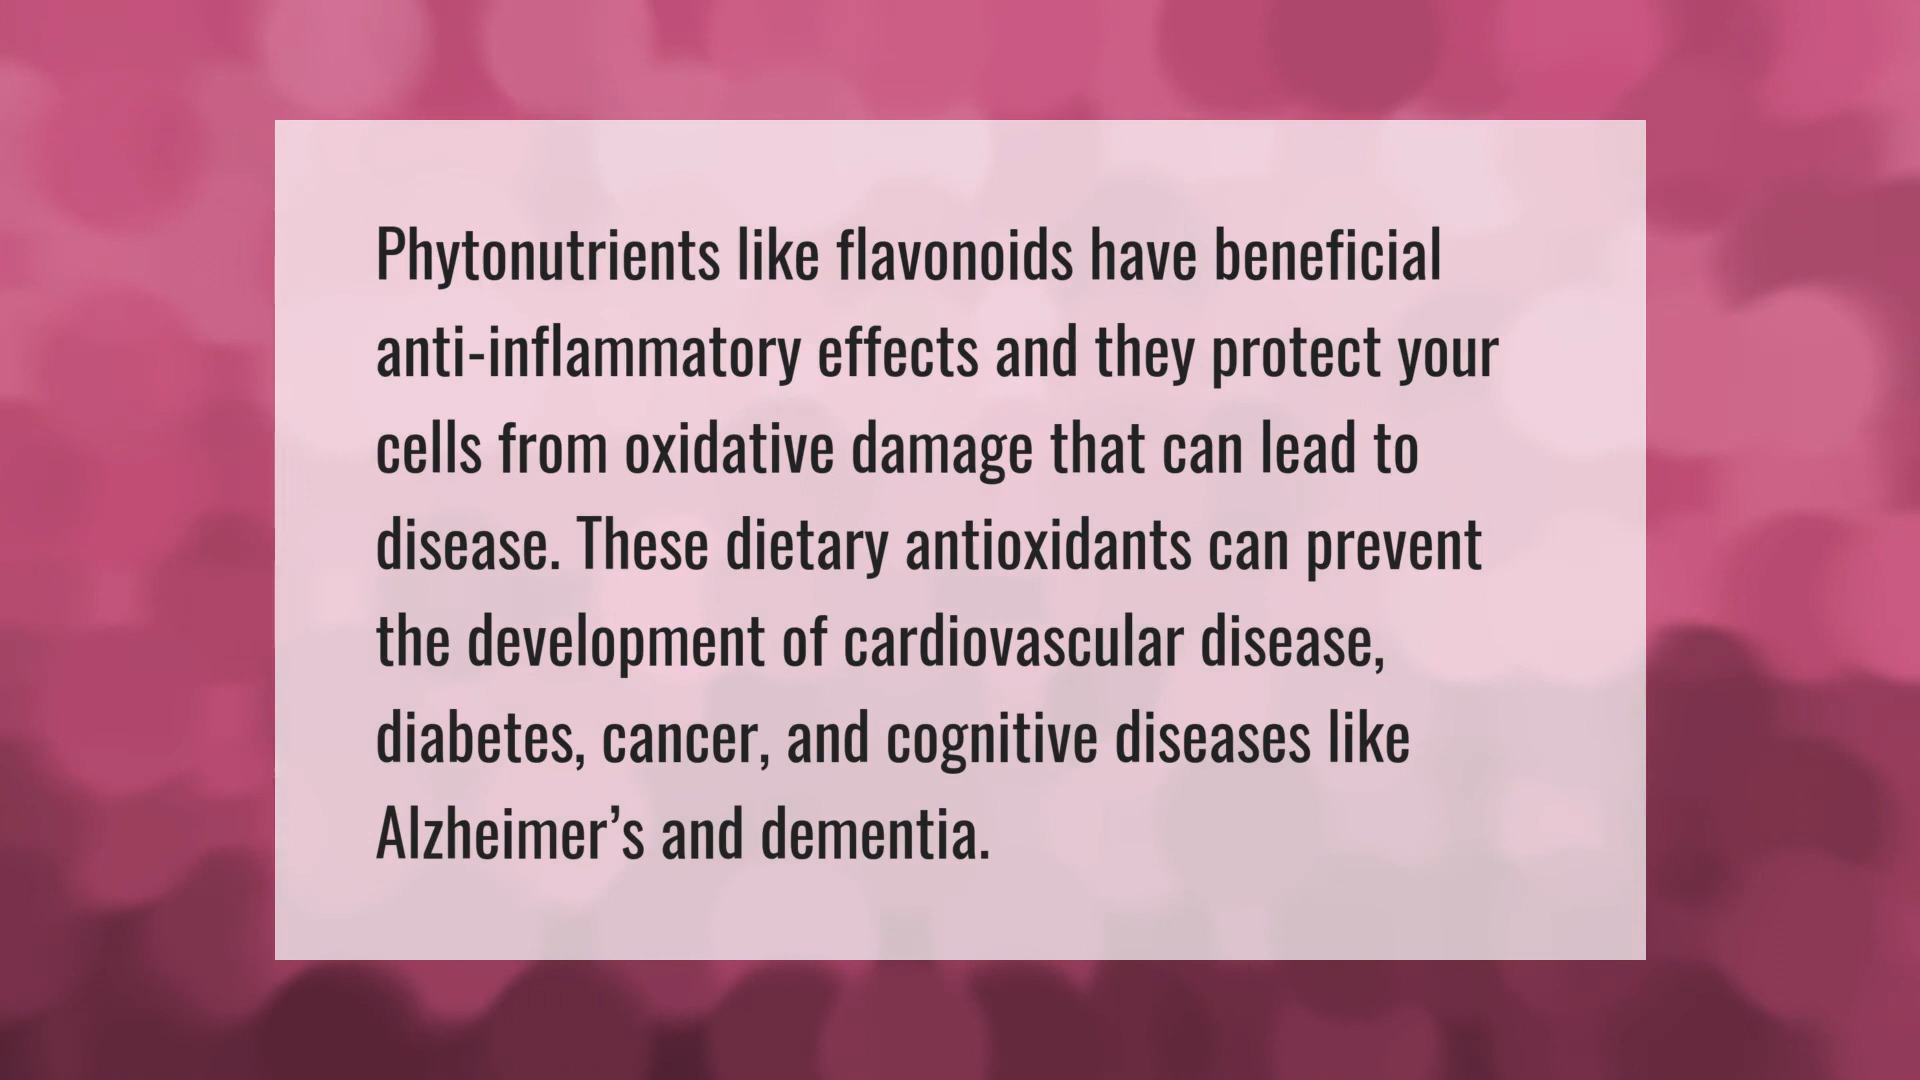 Phytonutrients like flavonoids have beneficial
anti-inflammatory effects and they protect your
cells from oxidative damage that can lead to
disease. These dietary antioxidants can prevent
the development of cardiovascular disease,
diabetes, cancer, and cognitive diseases like
Alzheimer’s and dementia.